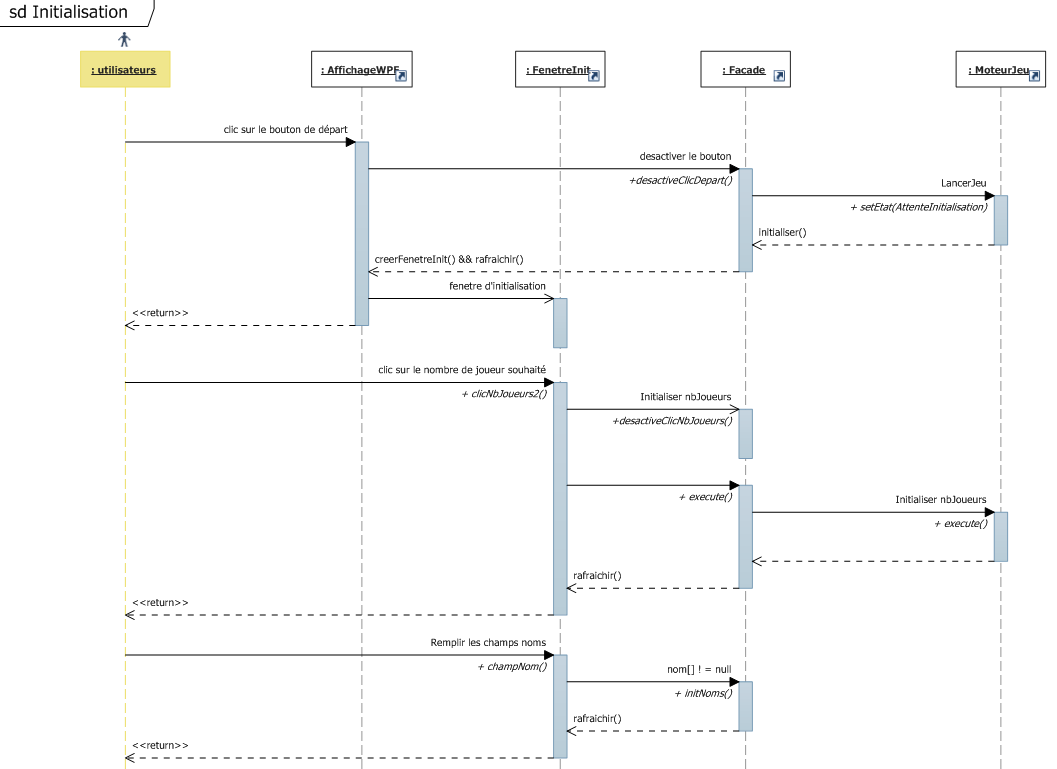 sd Initialisation
: utilisateurs
: AffichageWPF
: FenetreInit
: Facade
: MoteurJeu
clic sur le bouton de départ
desactiver le bouton
+desactiveClicDepart()
LancerJeu
+ setEtat(AttenteInitialisation)
initialiser()
creerFenetreInit() && rafraichir()
fenetre d'initialisation
<<return>>
clic sur le nombre de joueur souhaité
+ clicNbJoueurs2()
Initialiser nbJoueurs
+desactiveClicNbJoueurs()
+ execute()
Initialiser nbJoueurs
+ execute()
rafraichir()
<<return>>
Remplir les champs noms
+ champNom()
nom[] ! = null
+ initNoms()
rafraichir()
<<return>>